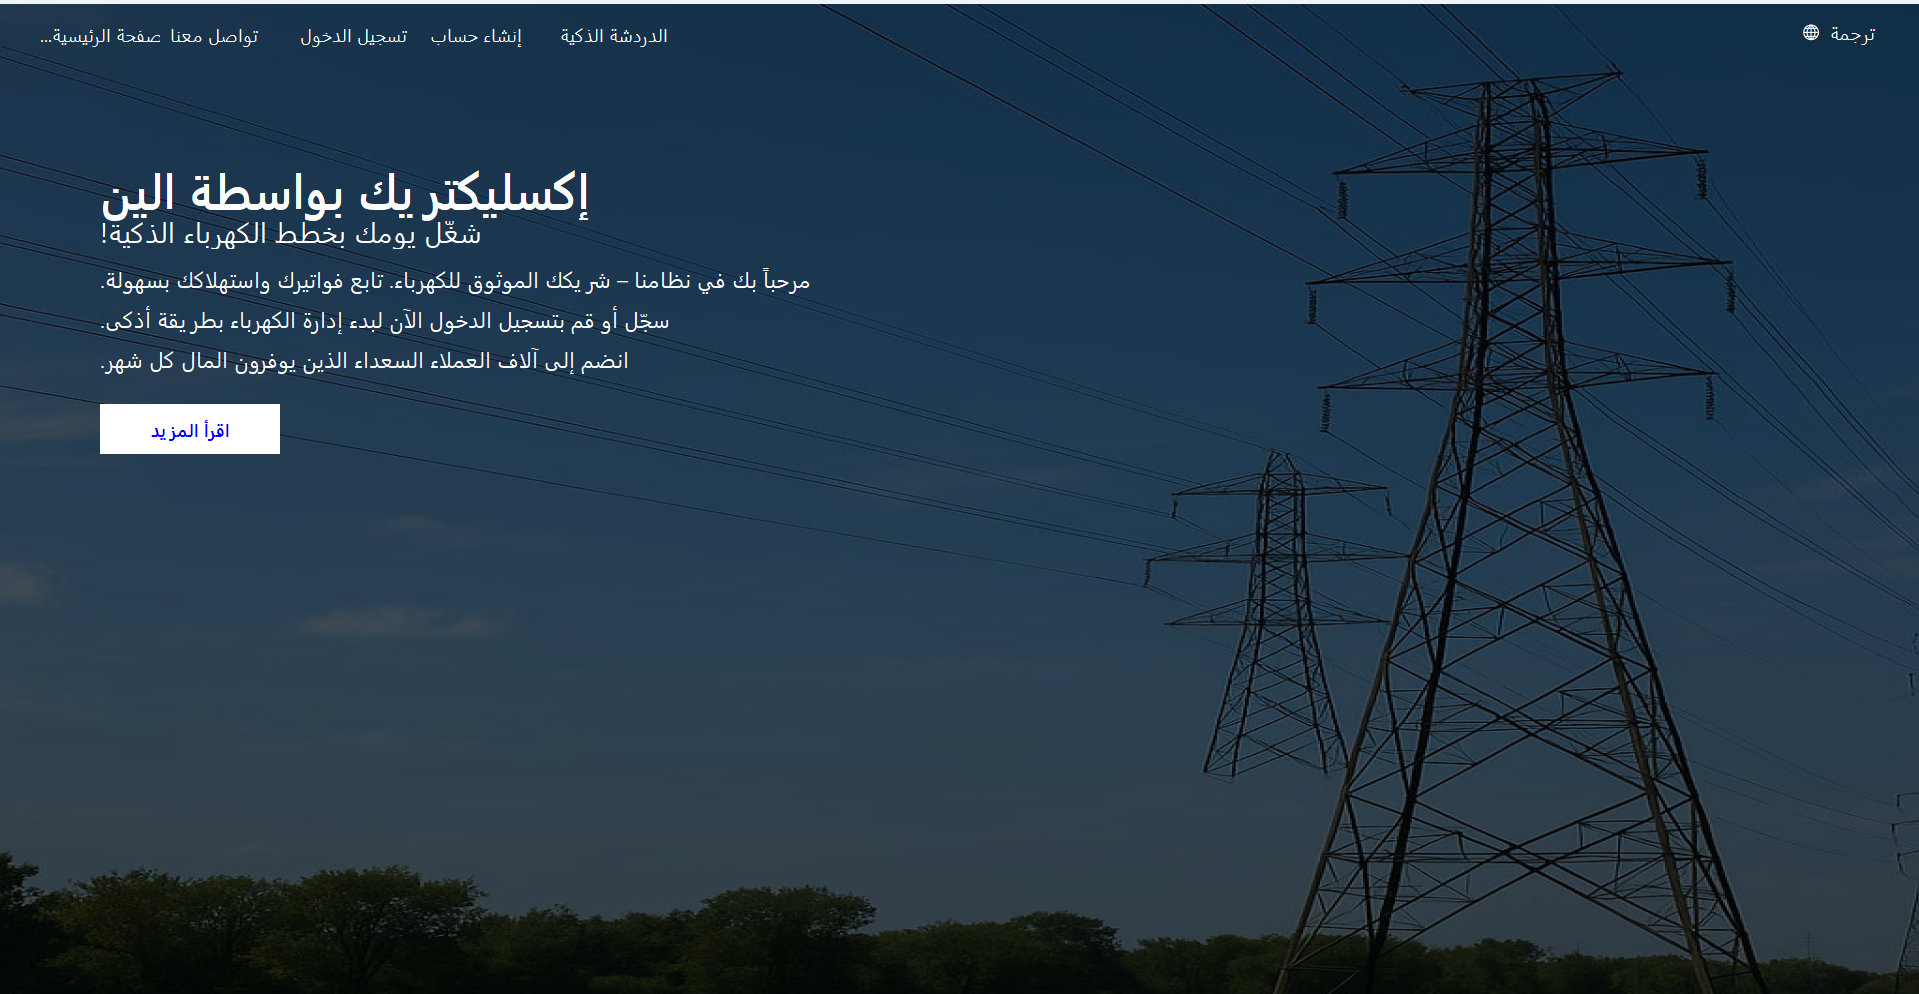 صفحة الرئيسية... تواصل معنا تسجيل الدخول إنشاء حساب الدردشة الذكية ترجمة
إكسليكتريك بواسطة الين
شغّل يومك بخطط الكهرباء الذكية!
مرحباً بك في نظامنا – شريكك الموثوق للكهرباء. تابع فواتيرك واستهلاكك بسهولة.
سجّل أو قم بتسجيل الدخول الآن لبدء إدارة الكهرباء بطريقة أذكى.
انضم إلى آلاف العملاء السعداء الذين يوفرون المال كل شهر.
اقرأ المزيد